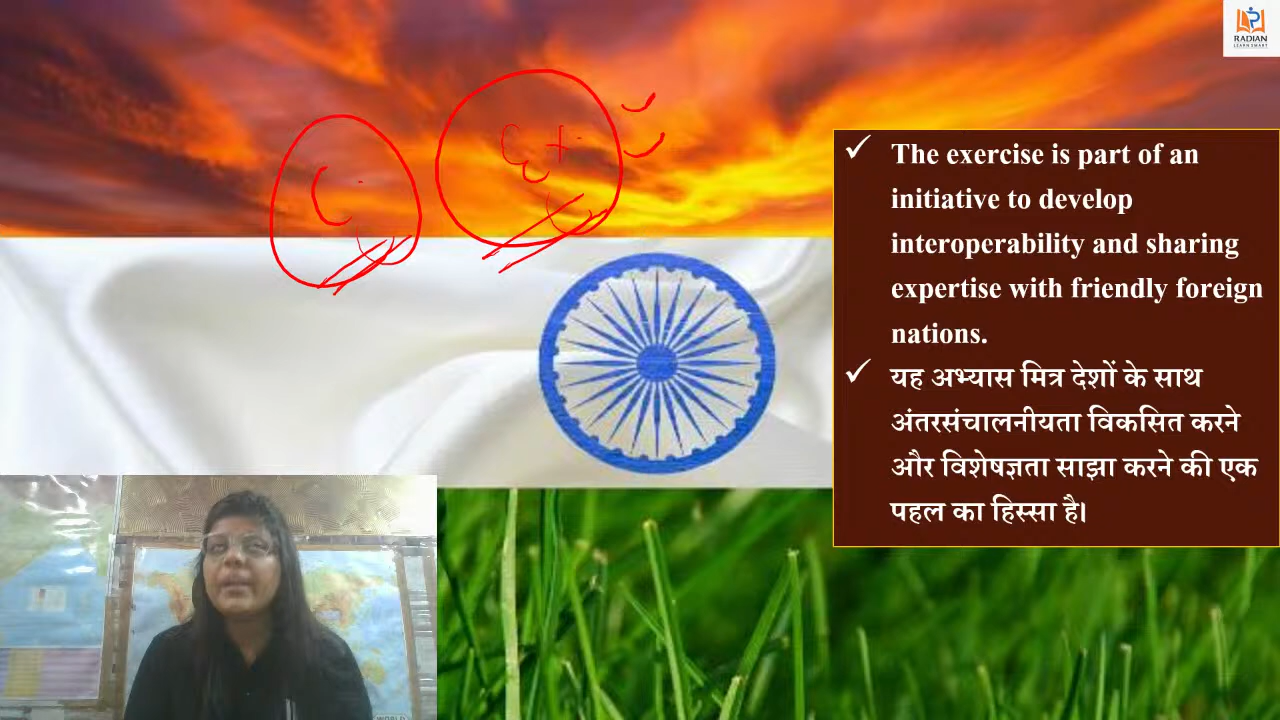 RADIAN
LEARN SMART
The exercise is part of an
initiative to develop
interoperability and sharing
expertise with friendly foreign
nations.
यह अभ्यास मित्र देशों के साथ
अंतरसंचालनीयता विकसित करने
और विशेषज्ञता साझा करने की एक
पहल का हिस्सा है।
WORLD